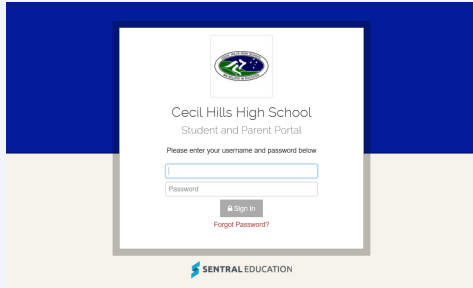 Cecil Hills High School
Student and Parent Portal
Please enter your username and password below
Password
Sign In
Forgot Password?
SENTRAL EDUCATION